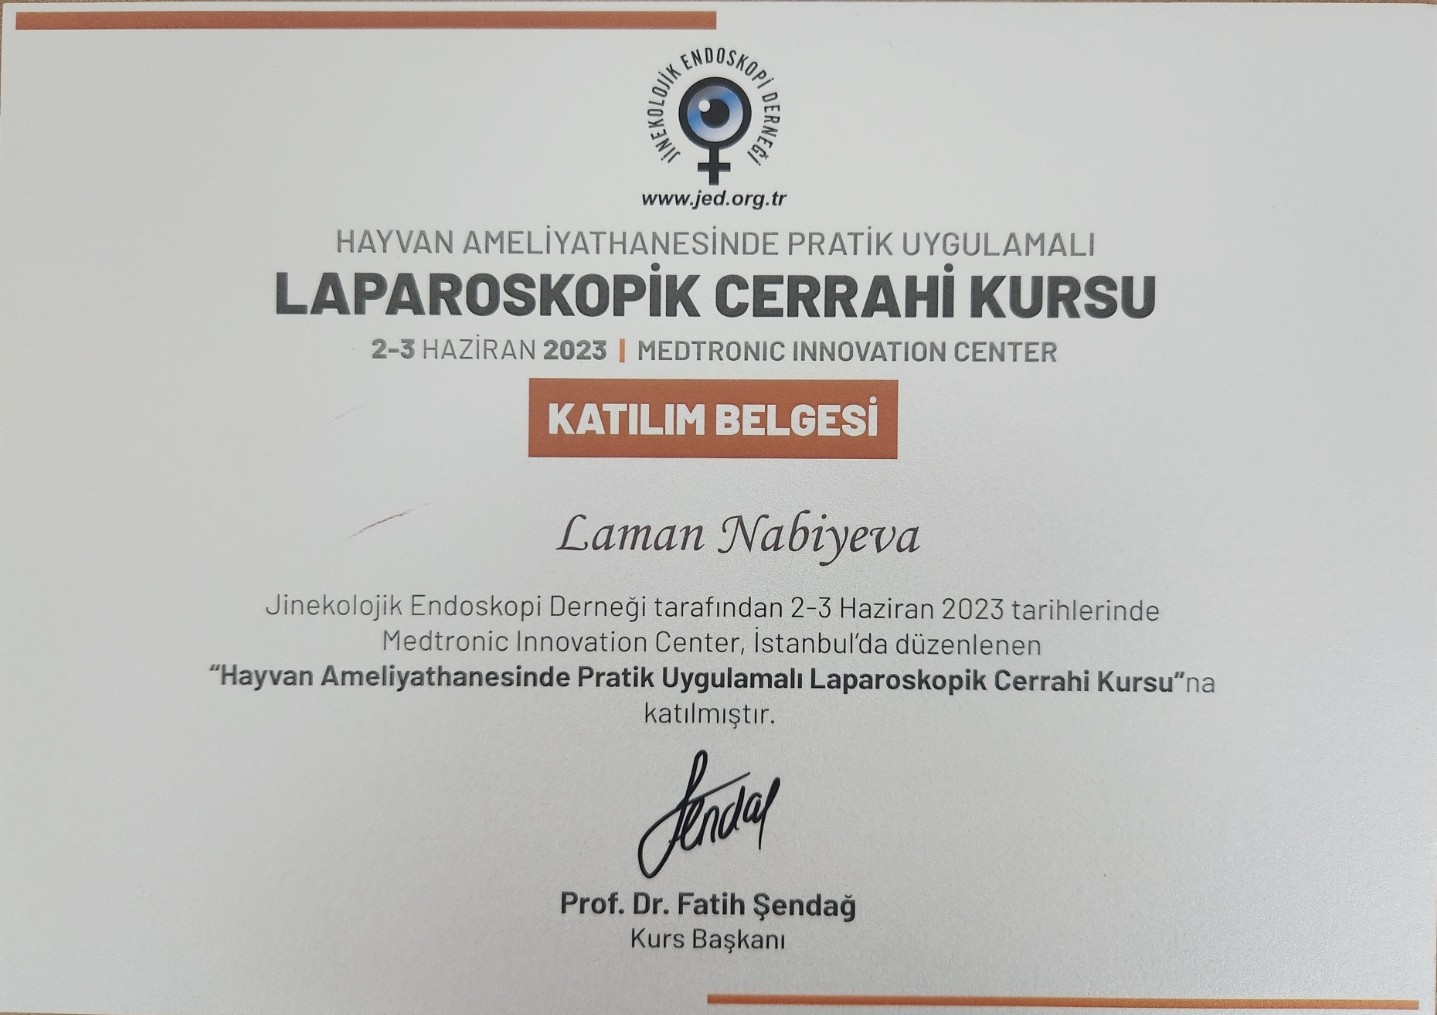 JİNEKOLOJİK ENDOSKOPİ DERNEĞİ
www.jed.org.tr
HAYVAN AMELİYATHANESİNDE PRATİK UYGULAMALI
LAPAROSKOPİK CERRAHİ KURSU
2-3 HAZİRAN 2023 | MEDTRONIC INNOVATION CENTER
KATILIM BELGESİ
Laman Nabiyeva
Jinekolojik Endoskopi Derneği tarafından 2-3 Haziran 2023 tarihlerinde
Medtronic Innovation Center, İstanbul'da düzenlenen
“Hayvan Ameliyathanesinde Pratik Uygulamalı Laparoskopik Cerrahi Kursu”na
katılmıştır.
Şendağ
Prof. Dr. Fatih Şendağ
Kurs Başkanı